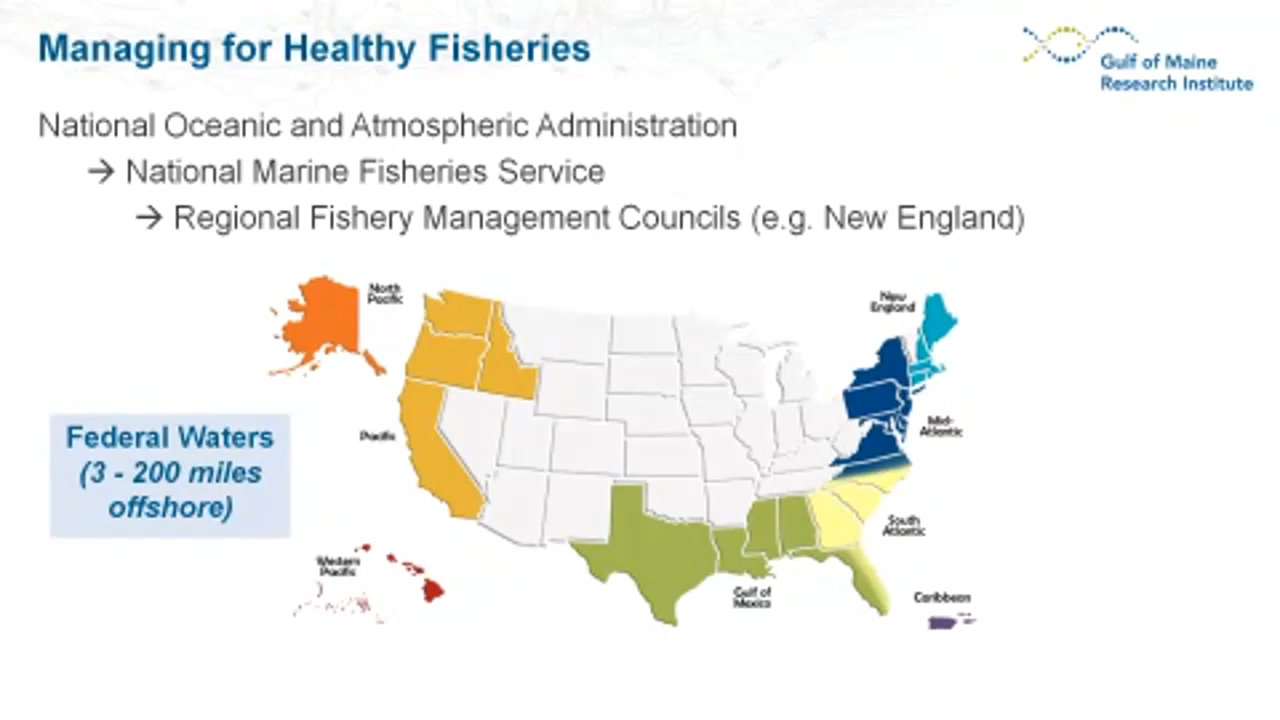 Managing for Healthy Fisheries
Gulf of Maine
Research Institute
National Oceanic and Atmospheric Administration
→ National Marine Fisheries Service
→ Regional Fishery Management Councils (e.g. New England)
North
Pacific
New
England
Pacific
Mid-
Atlantic
Federal Waters
(3 - 200 miles
offshore)
South
Atlantic
Western
Pacific
Gulf of
Mexico
Caribbean